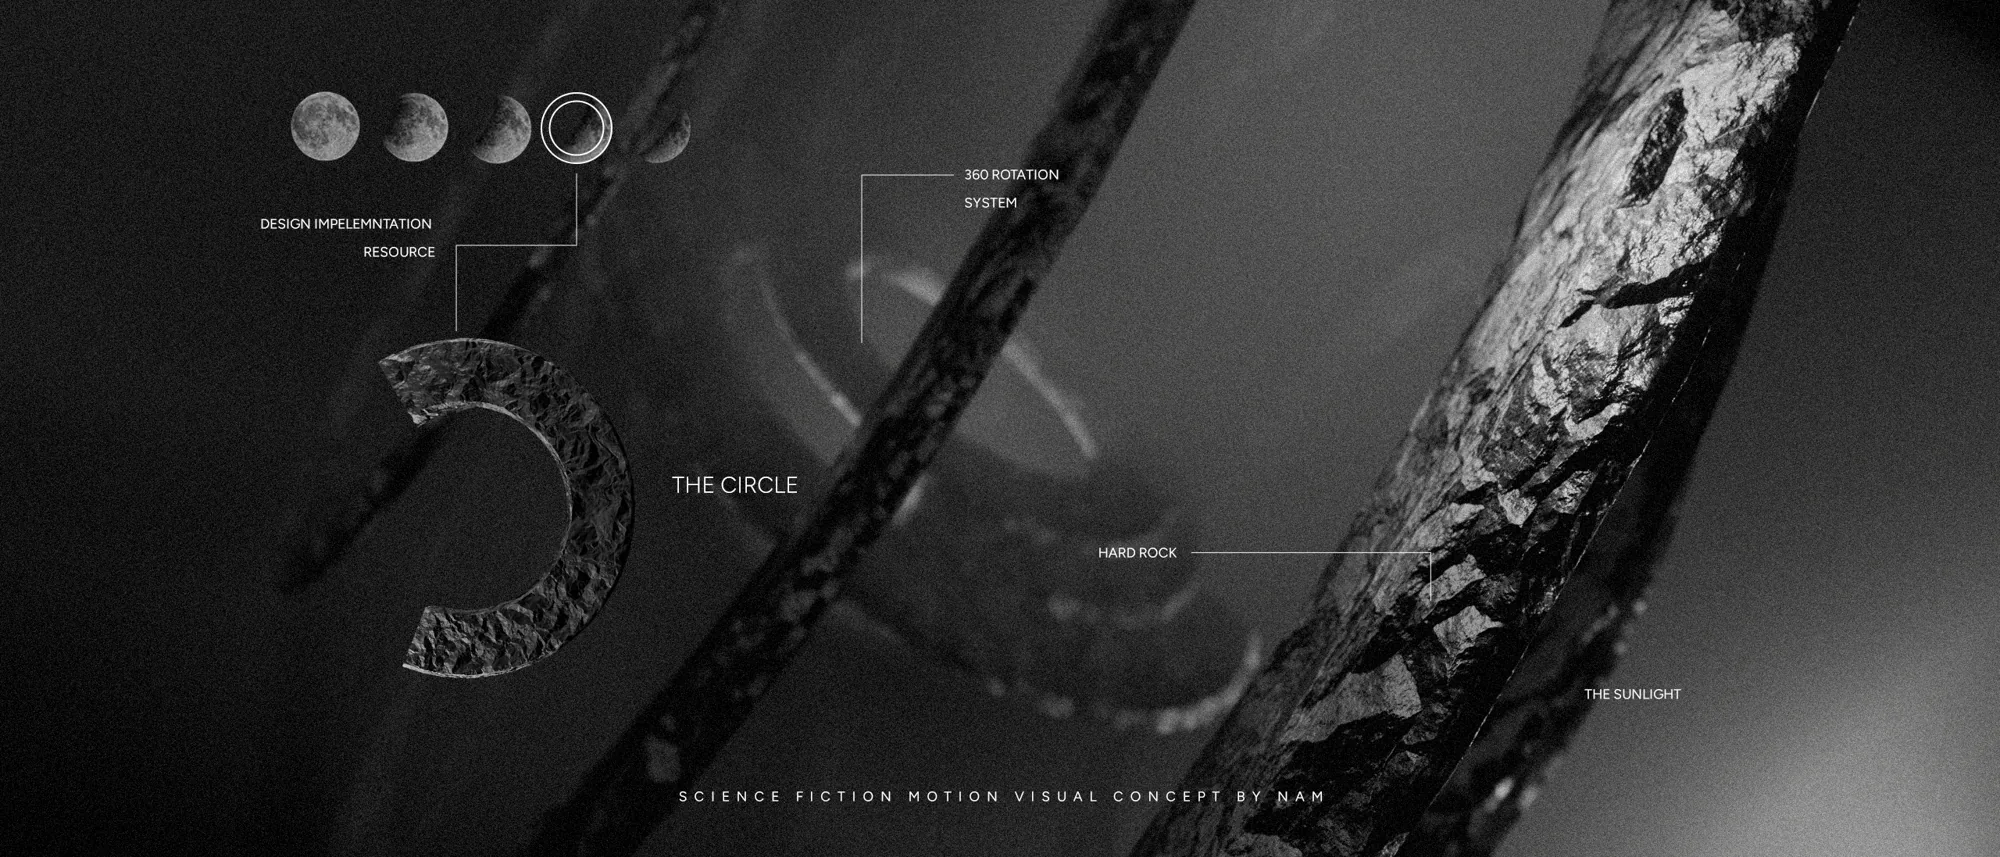 DESIGN IMPELEMNTATION
RESOURCE
360 ROTATION
SYSTEM
THE CIRCLE
HARD ROCK
THE SUNLIGHT
SCIENCE FICTION MOTION VISUAL CONCEPT BY NAM